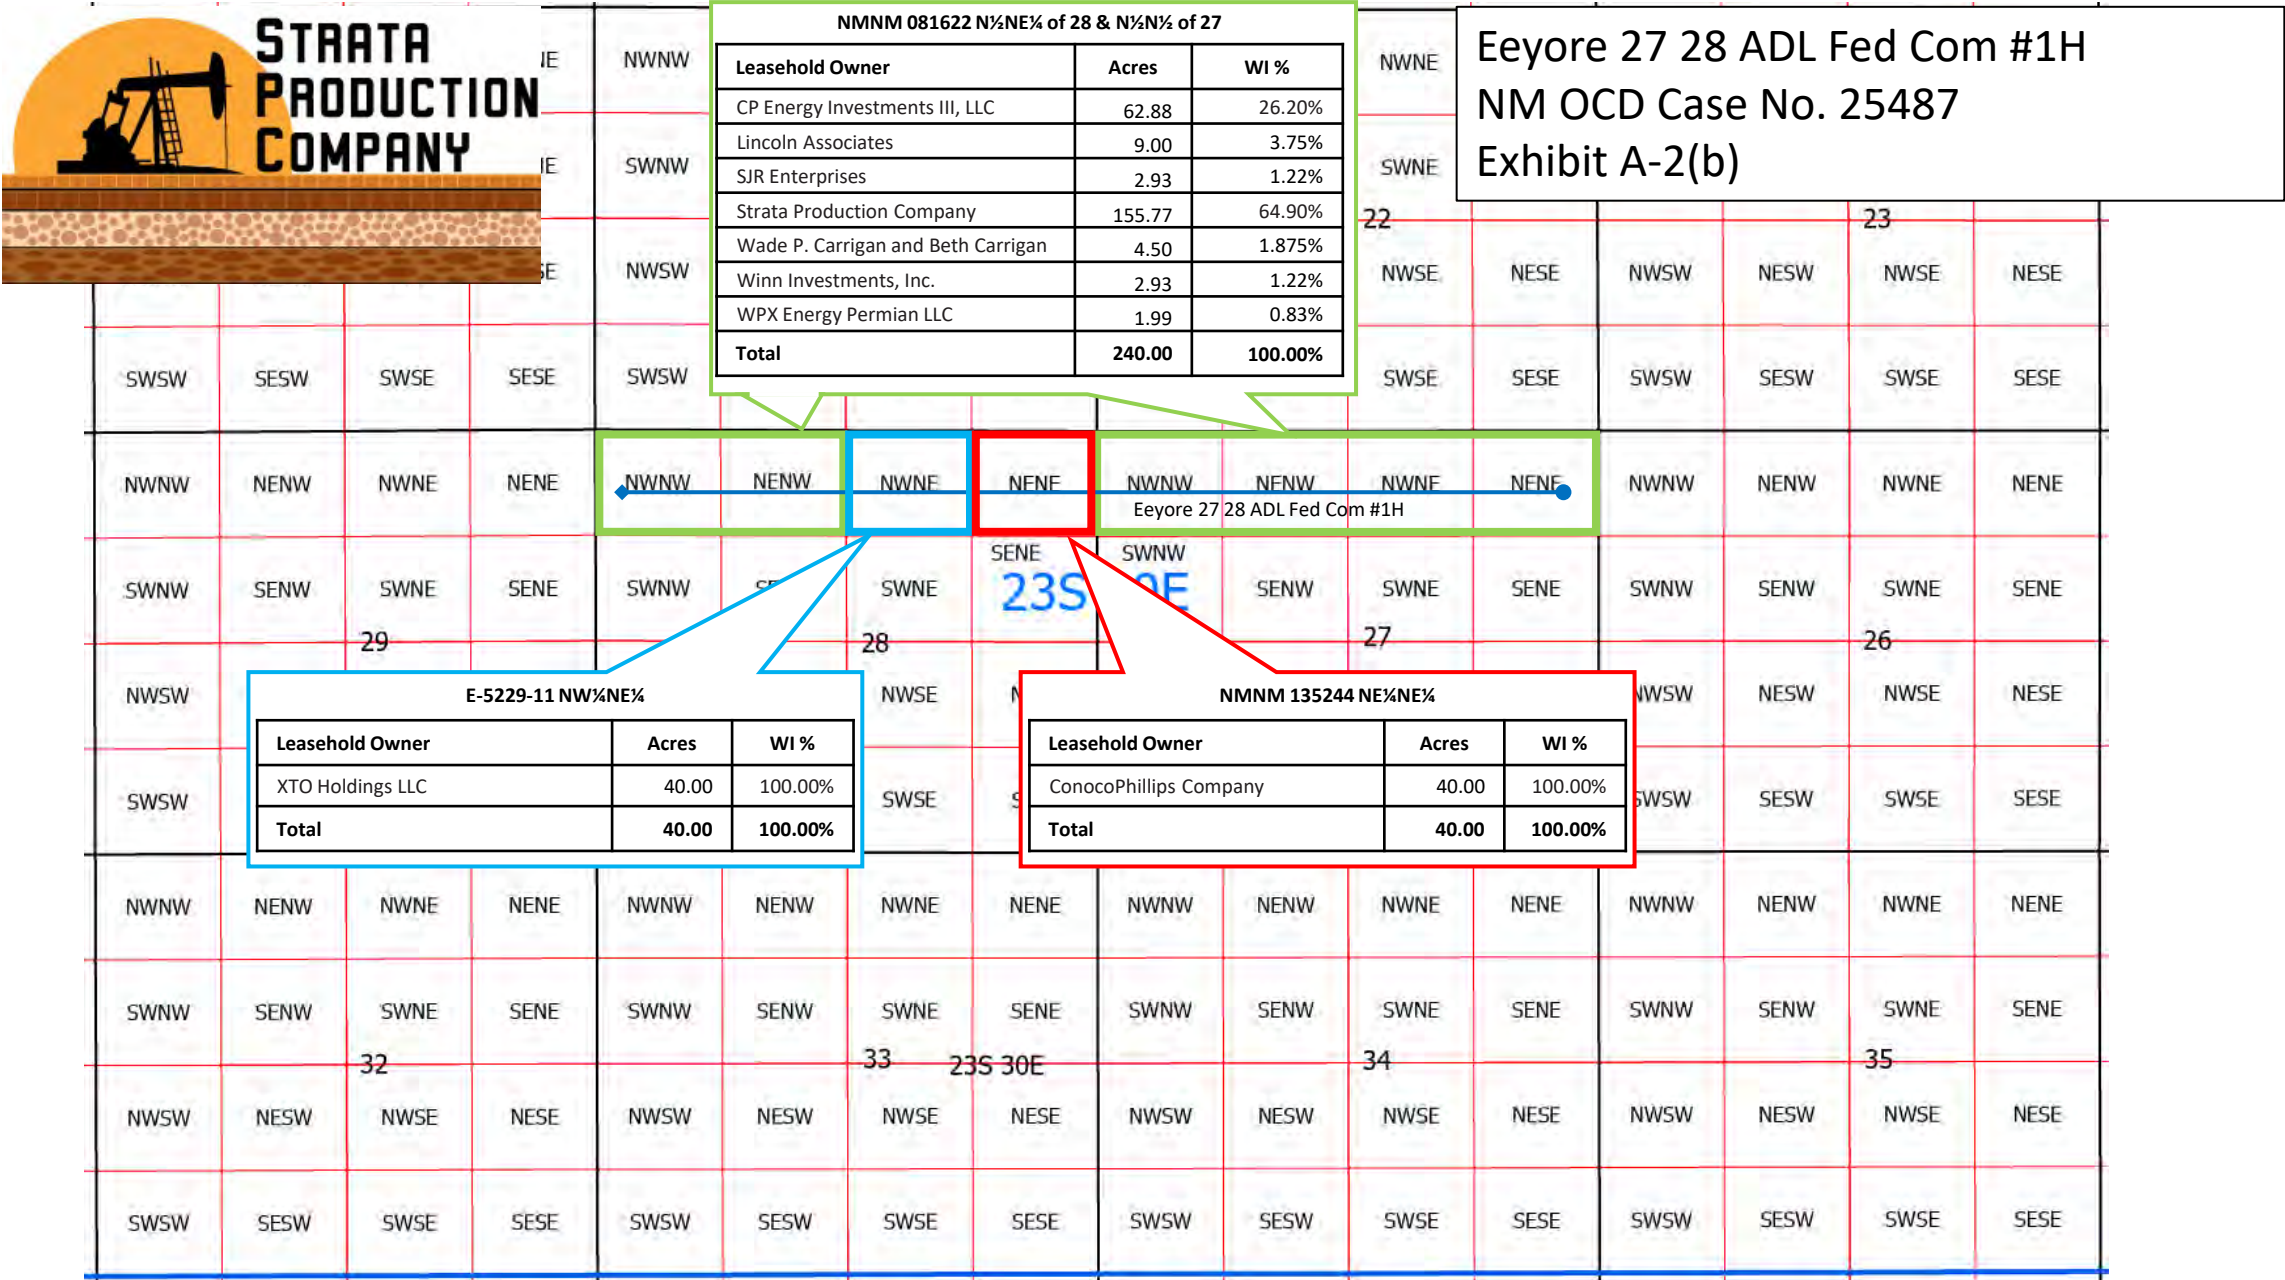 STRATA
PRODUCTION
COMPANY
NMNM 081622 N½NE¼ of 28 & N½N½ of 27
Leasehold Owner Acres WI %
CP Energy Investments III, LLC 62.88 26.20%
Lincoln Associates 9.00 3.75%
SJR Enterprises 2.93 1.22%
Strata Production Company 155.77 64.90%
Wade P. Carrigan and Beth Carrigan 4.50 1.875%
Winn Investments, Inc. 2.93 1.22%
WPX Energy Permian LLC 1.99 0.83%
Total 240.00 100.00%
Eeyore 27 28 ADL Fed Com #1H
NM OCD Case No. 25487
Exhibit A-2(b)
NWNW NWNE
SWNW SWNE
22 23
NWSW NWSE NESE NWSW NESW NWSE NESE
SWSW SESW SWSE SESE SWSW SWSE SESE SWSW SESW SWSE SESE
NWNW NENW NWNE NENE NWNW NENW NWNE NENE NWNW NENW NWNE NENE NWNW NENW NWNE NENE
Eeyore 27 28 ADL Fed Com #1H
SENE SWNW
23S 0E
SWNW SENW SWNE SENE SWNW SWNE SENW SWNE SENE SWNW SENW SWNE SENE
29 28 27 26
NWSW NWSE NWSW NESW NWSE NESE
E-5229-11 NW¼NE¼
Leasehold Owner Acres WI %
XTO Holdings LLC 40.00 100.00%
Total 40.00 100.00%
NMNM 135244 NE¼NE¼
Leasehold Owner Acres WI %
ConocoPhillips Company 40.00 100.00%
Total 40.00 100.00%
SWSW SWSE SWSW SESW SWSE SESE
NWNW NENW NWNE NENE NWNW NENW NWNE NENE NWNW NENW NWNE NENE NWNW NENW NWNE NENE
SWNW SENW SWNE SENE SWNW SENW SWNE SENE SWNW SENW SWNE SENE SWNW SENW SWNE SENE
32 33 23S 30E 34 35
NWSW NESW NWSE NESE NWSW NESW NWSE NESE NWSW NESW NWSE NESE NWSW NESW NWSE NESE
SWSW SESW SWSE SESE SWSW SESW SWSE SESE SWSW SESW SWSE SESE SWSW SESW SWSE SESE